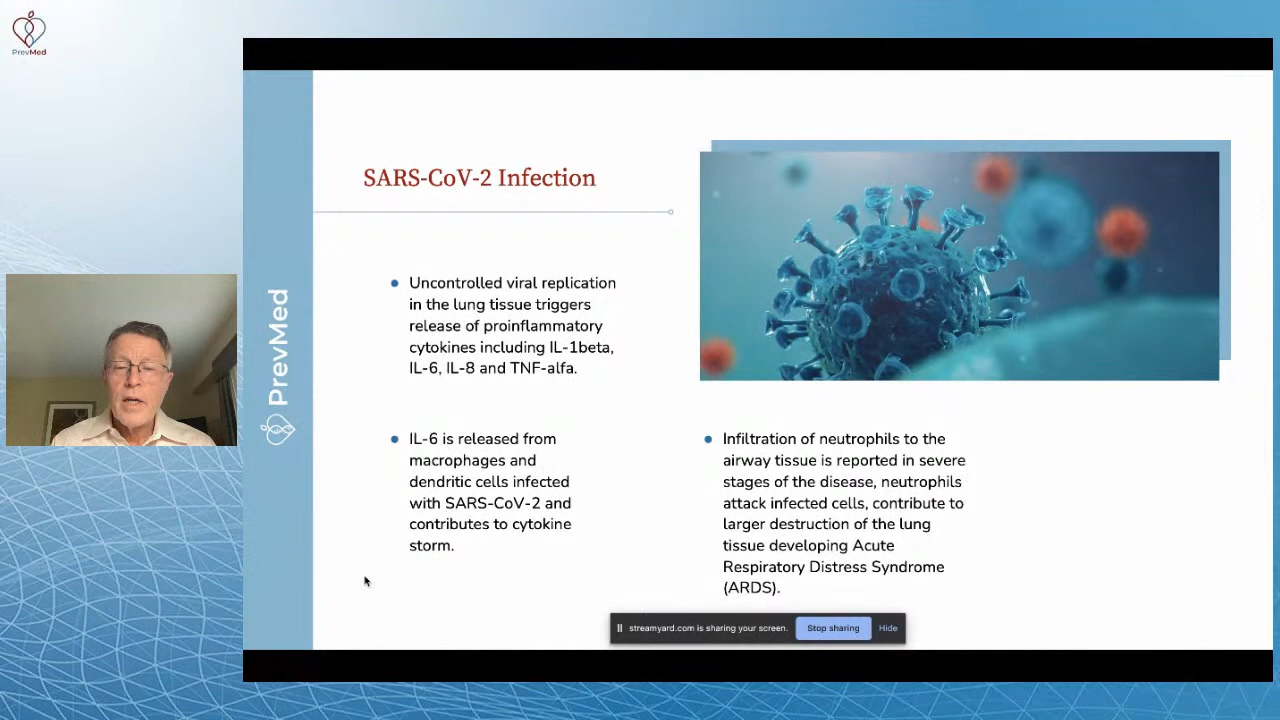 PrevMed
PrevMed
SARS-CoV-2 Infection
Uncontrolled viral replication
in the lung tissue triggers
release of proinflammatory
cytokines including IL-1beta,
IL-6, IL-8 and TNF-alfa.
IL-6 is released from
macrophages and
dendritic cells infected
with SARS-CoV-2 and
contributes to cytokine
storm.
Infiltration of neutrophils to the
airway tissue is reported in severe
stages of the disease, neutrophils
attack infected cells, contribute to
larger destruction of the lung
tissue developing Acute
Respiratory Distress Syndrome
(ARDS).
streamyard.com is sharing your screen. Stop sharing Hide